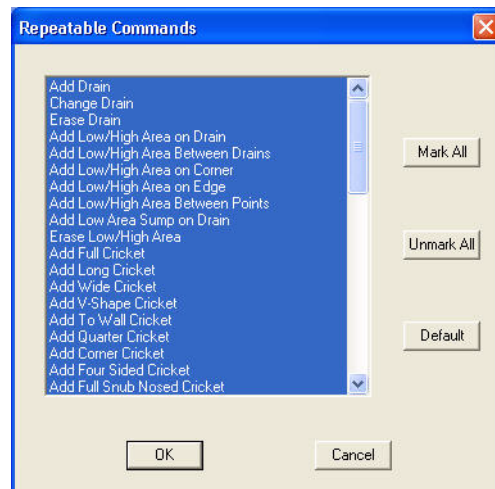 Repeatable Commands
Add Drain
Change Drain
Erase Drain
Add Low/High Area on Drain
Add Low/High Area Between Drains
Add Low/High Area on Corner
Add Low/High Area on Edge
Add Low/High Area Between Points
Add Low Area Sump on Drain
Erase Low/High Area
Add Full Cricket
Add Long Cricket
Add Wide Cricket
Add V-Shape Cricket
Add To Wall Cricket
Add Quarter Cricket
Add Corner Cricket
Add Four Sided Cricket
Add Full Snub Nosed Cricket
Mark All
Unmark All
Default
OK
Cancel